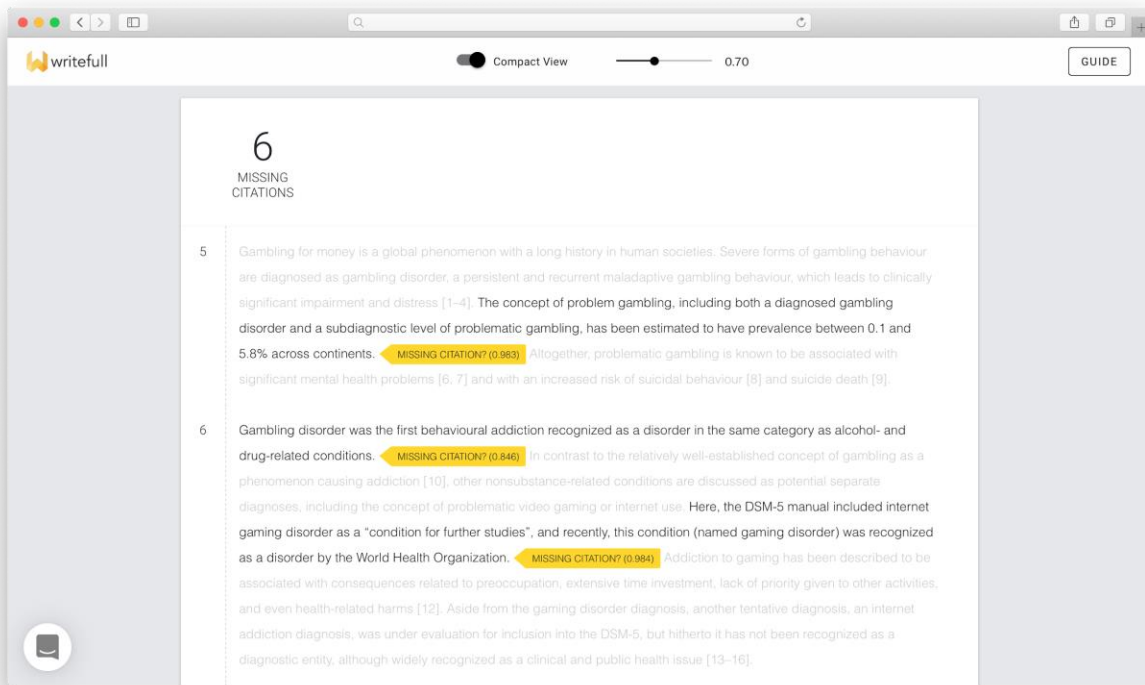 writefull
Compact View
0.70
GUIDE
6
MISSING
CITATIONS
5
Gambling for money is a global phenomenon with a long history in human societies. Severe forms of gambling behaviour
are diagnosed as gambling disorder, a persistent and recurrent maladaptive gambling behaviour, which leads to clinically
significant impairment and distress [1–4]. The concept of problem gambling, including both a diagnosed gambling
disorder and a subdiagnostic level of problematic gambling, has been estimated to have prevalence between 0.1 and
5.8% across continents. MISSING CITATION? (0.983) Altogether, problematic gambling is known to be associated with
significant mental health problems [6, 7] and with an increased risk of suicidal behaviour [8] and suicide death [9].
6
Gambling disorder was the first behavioural addiction recognized as a disorder in the same category as alcohol- and
drug-related conditions. MISSING CITATION? (0.846) In contrast to the relatively well-established concept of gambling as a
phenomenon causing addiction [10], other nonsubstance-related conditions are discussed as potential separate
diagnoses, including the concept of problematic video gaming or internet use. Here, the DSM-5 manual included internet
gaming disorder as a “condition for further studies”, and recently, this condition (named gaming disorder) was recognized
as a disorder by the World Health Organization. MISSING CITATION? (0.984) Addiction to gaming has been described to be
associated with consequences related to preoccupation, extensive time investment, lack of priority given to other activities,
and even health-related harms [12]. Aside from the gaming disorder diagnosis, another tentative diagnosis, an internet
addiction diagnosis, was under evaluation for inclusion into the DSM-5, but hitherto it has not been recognized as a
diagnostic entity, although widely recognized as a clinical and public health issue [13–16].